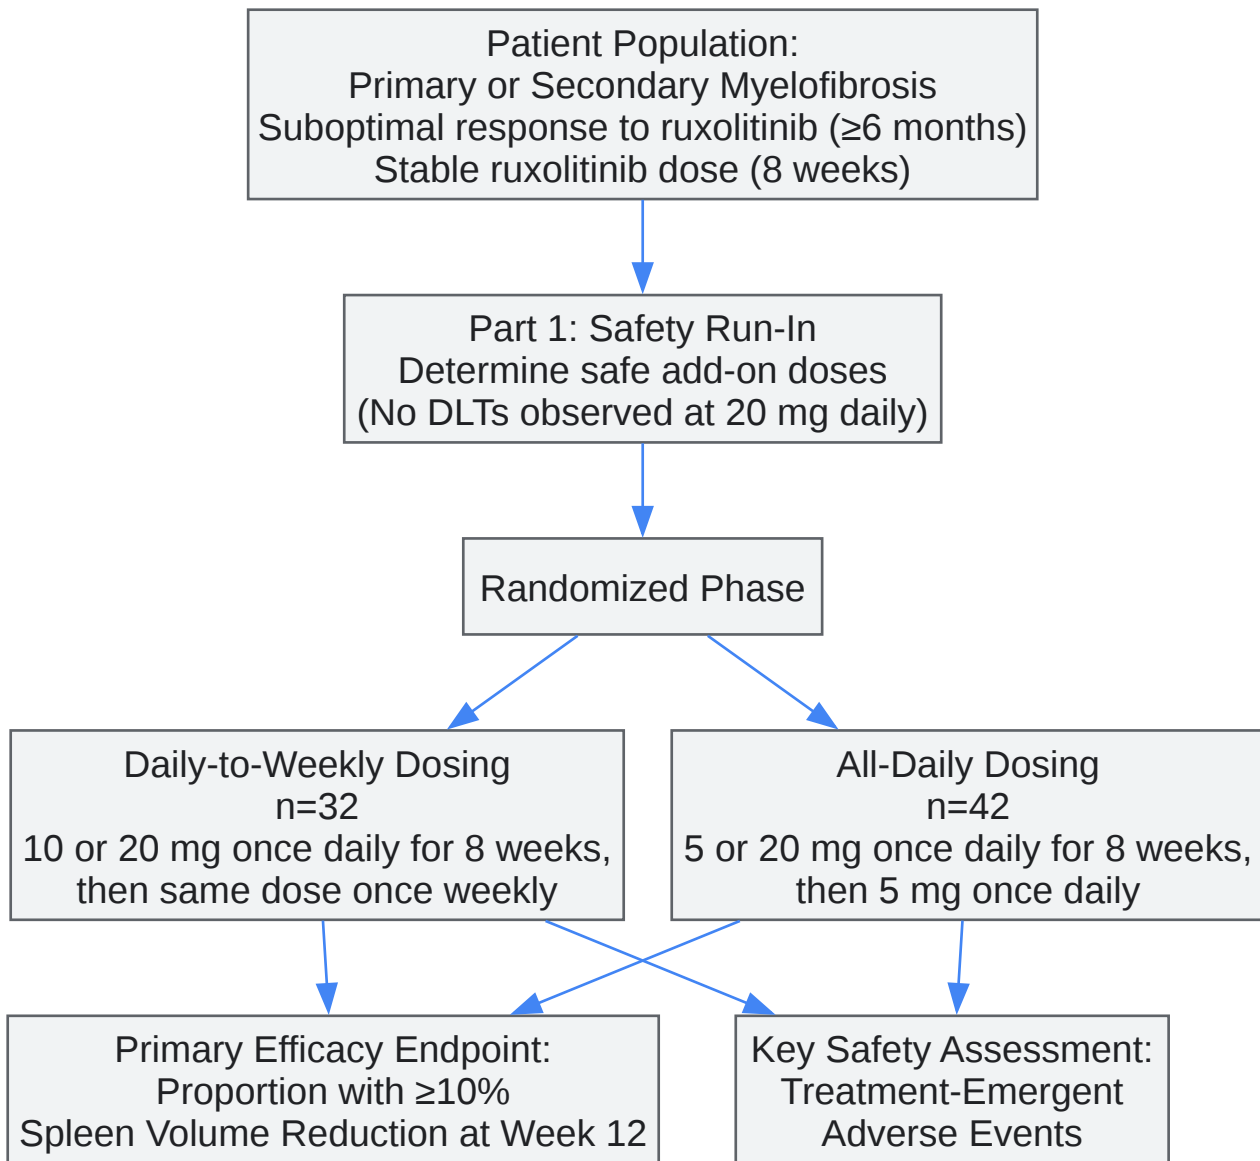 Patient Population:
Primary or Secondary Myelofibrosis
Suboptimal response to ruxolitinib (≥6 months)
Stable ruxolitinib dose (8 weeks)
Part 1: Safety Run-In
Determine safe add-on doses
(No DLTs observed at 20 mg daily)
Randomized Phase
Daily-to-Weekly Dosing
n=32
10 or 20 mg once daily for 8 weeks,
then same dose once weekly
All-Daily Dosing
n=42
5 or 20 mg once daily for 8 weeks,
then 5 mg once daily
Primary Efficacy Endpoint:
Proportion with ≥10%
Spleen Volume Reduction at Week 12
Key Safety Assessment:
Treatment-Emergent
Adverse Events